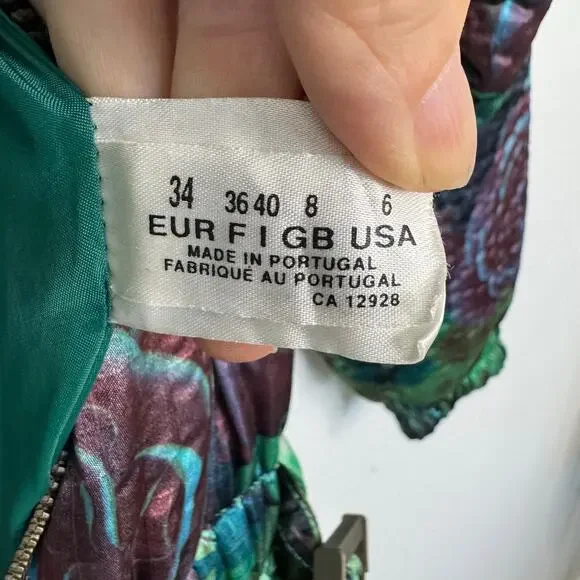 34 36 40 8 6
EUR F I GB USA
MADE IN PORTUGAL
FABRIQUÉ AU PORTUGAL
CA 12928